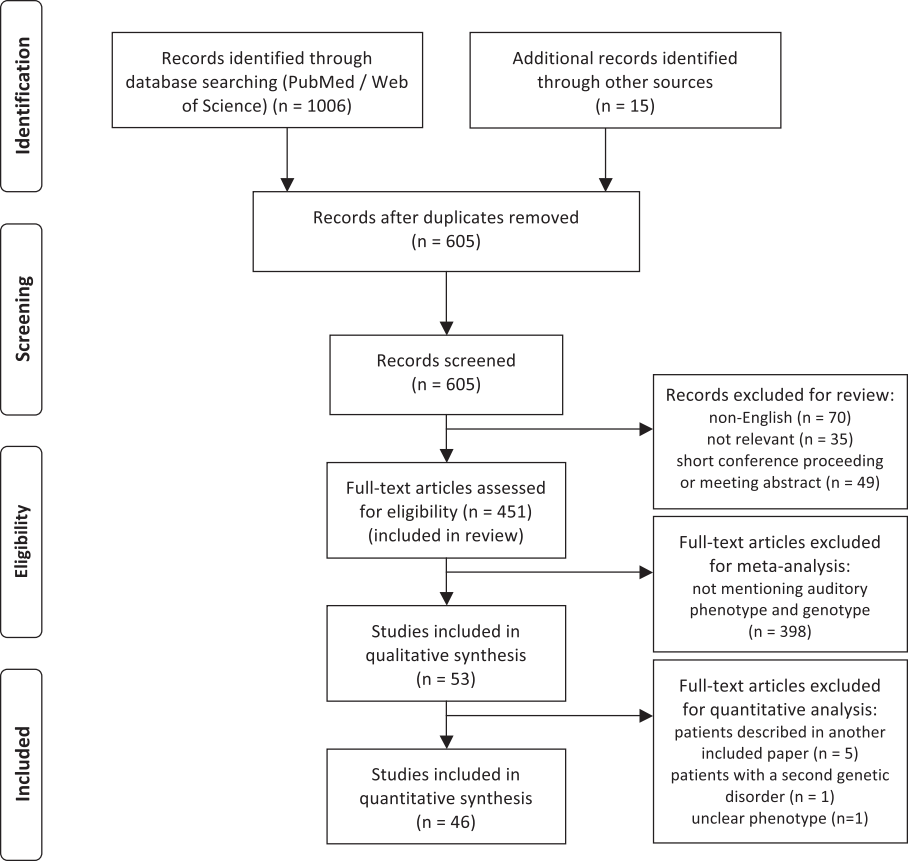 Identification
Records identified through
database searching (PubMed / Web
of Science) (n = 1006)
Additional records identified
through other sources
(n = 15)
Records after duplicates removed
(n = 605)
Screening
Records screened
(n = 605)
Records excluded for review:
non-English (n = 70)
not relevant (n = 35)
short conference proceeding
or meeting abstract (n = 49)
Eligibility
Full-text articles assessed
for eligibility (n = 451)
(included in review)
Full-text articles excluded
for meta-analysis:
not mentioning auditory
phenotype and genotype
(n = 398)
Studies included in
qualitative synthesis
(n = 53)
Full-text articles excluded
for quantitative analysis:
patients described in another
included paper (n = 5)
patients with a second genetic
disorder (n = 1)
unclear phenotype (n=1)
Included
Studies included in
quantitative synthesis
(n = 46)